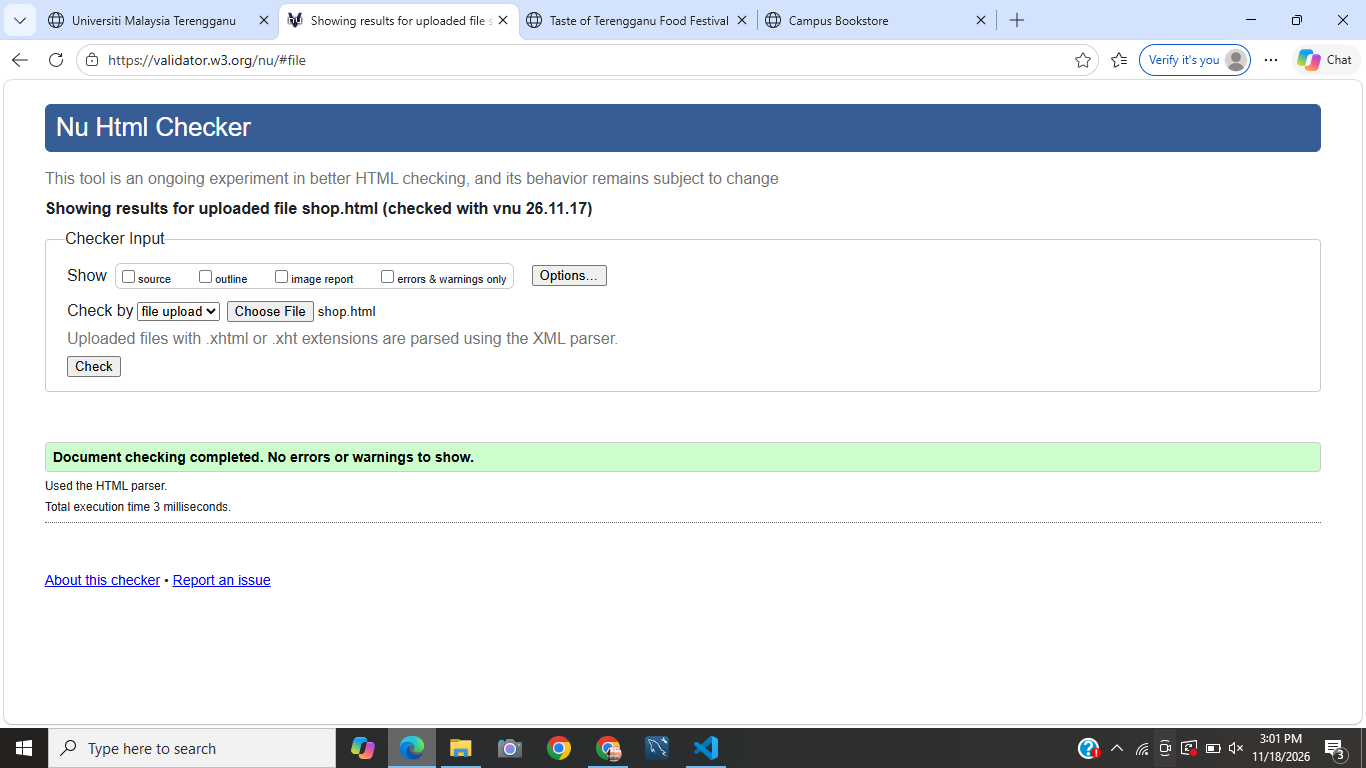 Universiti Malaysia Terengganu
Showing results for uploaded file s
Taste of Terengganu Food Festival
Campus Bookstore
https://validator.w3.org/nu/#file
Verify it's you
Chat
Nu Html Checker
This tool is an ongoing experiment in better HTML checking, and its behavior remains subject to change
Showing results for uploaded file shop.html (checked with vnu 26.11.17)
Checker Input
Show source outline image report errors & warnings only Options...
Check by file upload Choose File shop.html
Uploaded files with .xhtml or .xht extensions are parsed using the XML parser.
Check
Document checking completed. No errors or warnings to show.
Used the HTML parser.
Total execution time 3 milliseconds.
About this checker • Report an issue
Type here to search
3:01 PM
11/18/2026
3